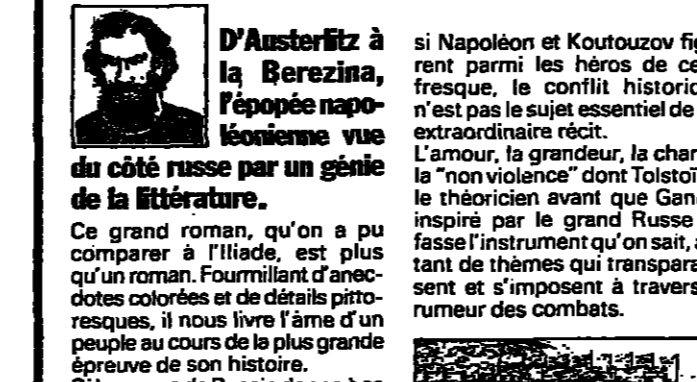 D'Austerlitz à
la Berezina,
l'épopée napo-
léonienne vue
du côté russe par un génie
de la littérature.
Ce grand roman, qu'on a pu
comparer à l'Iliade, est plus
qu'un roman. Fourmillant d'anec-
dotes colorées et de détails pitto-
resques, il nous livre l'âme d'un
peuple au cours de la plus grande
épreuve de son histoire.
si Napoléon et Koutouzov fig
rent parmi les héros de ce
fresque, le conflit historic
n'est pas le sujet essentiel de
extraordinaire récit.
L'amour, la grandeur, la char
la "non violence" dont Tolstoï
le théoricien avant que Gan
inspiré par le grand Russe
fasse l'instrument qu'on sait, a
tant de thèmes qui transpara
sent et s'imposent à travers
rumeur des combats.